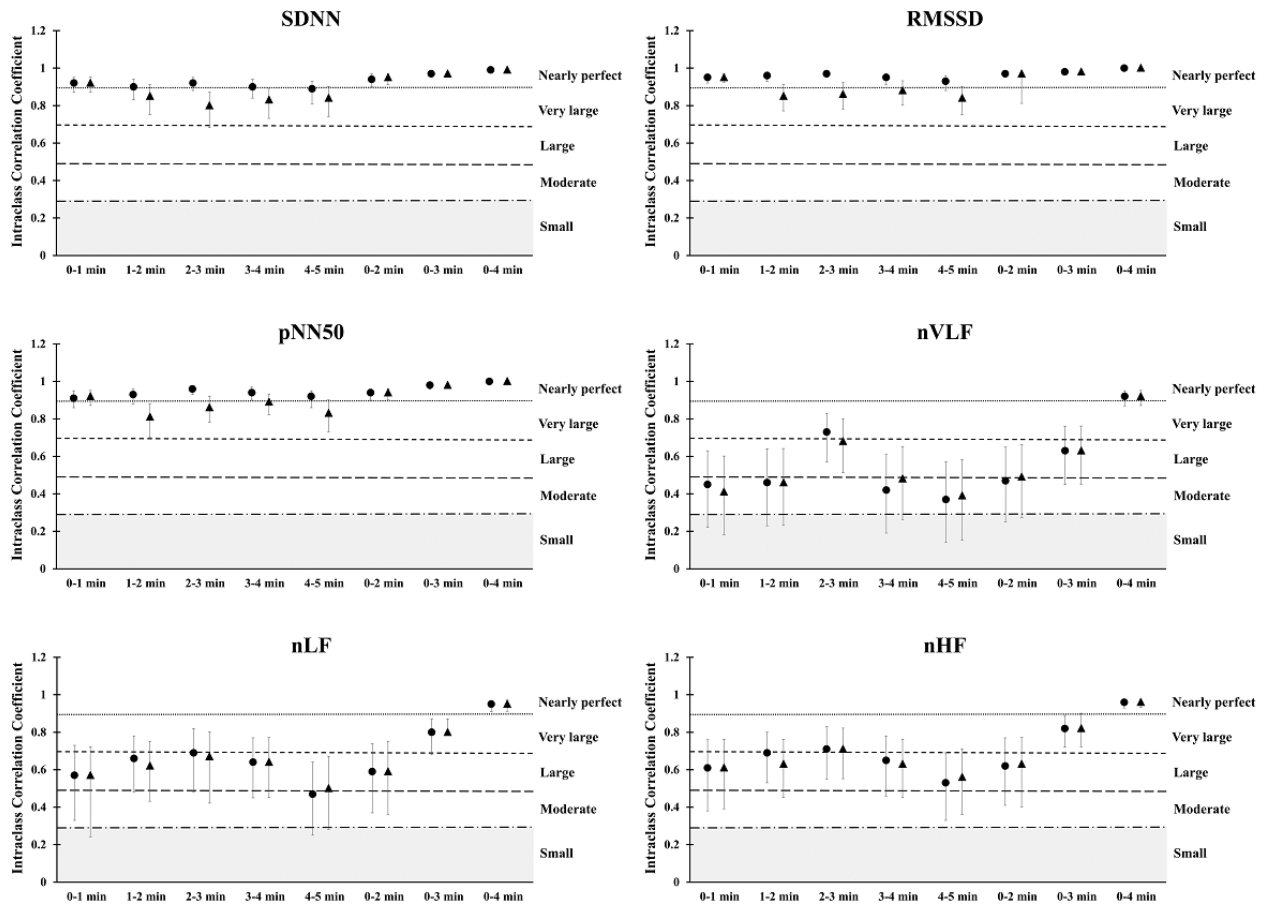 SDNN
Intraclass Correlation Coefficient
1.2
1
0.8
0.6
0.4
0.2
0
Nearly perfect
Very large
Large
Moderate
Small
0-1 min 1-2 min 2-3 min 3-4 min 4-5 min 0-2 min 0-3 min 0-4 min
RMSSD
Intraclass Correlation Coefficient
1.2
1
0.8
0.6
0.4
0.2
0
Nearly perfect
Very large
Large
Moderate
Small
0-1 min 1-2 min 2-3 min 3-4 min 4-5 min 0-2 min 0-3 min 0-4 min
pNN50
Intraclass Correlation Coefficient
1.2
1
0.8
0.6
0.4
0.2
0
Nearly perfect
Very large
Large
Moderate
Small
0-1 min 1-2 min 2-3 min 3-4 min 4-5 min 0-2 min 0-3 min 0-4 min
nVLF
Intraclass Correlation Coefficient
1.2
1
0.8
0.6
0.4
0.2
0
Nearly perfect
Very large
Large
Moderate
Small
0-1 min 1-2 min 2-3 min 3-4 min 4-5 min 0-2 min 0-3 min 0-4 min
nLF
Intraclass Correlation Coefficient
1.2
1
0.8
0.6
0.4
0.2
0
Nearly perfect
Very large
Large
Moderate
Small
0-1 min 1-2 min 2-3 min 3-4 min 4-5 min 0-2 min 0-3 min 0-4 min
nHF
Intraclass Correlation Coefficient
1.2
1
0.8
0.6
0.4
0.2
0
Nearly perfect
Very large
Large
Moderate
Small
0-1 min 1-2 min 2-3 min 3-4 min 4-5 min 0-2 min 0-3 min 0-4 min